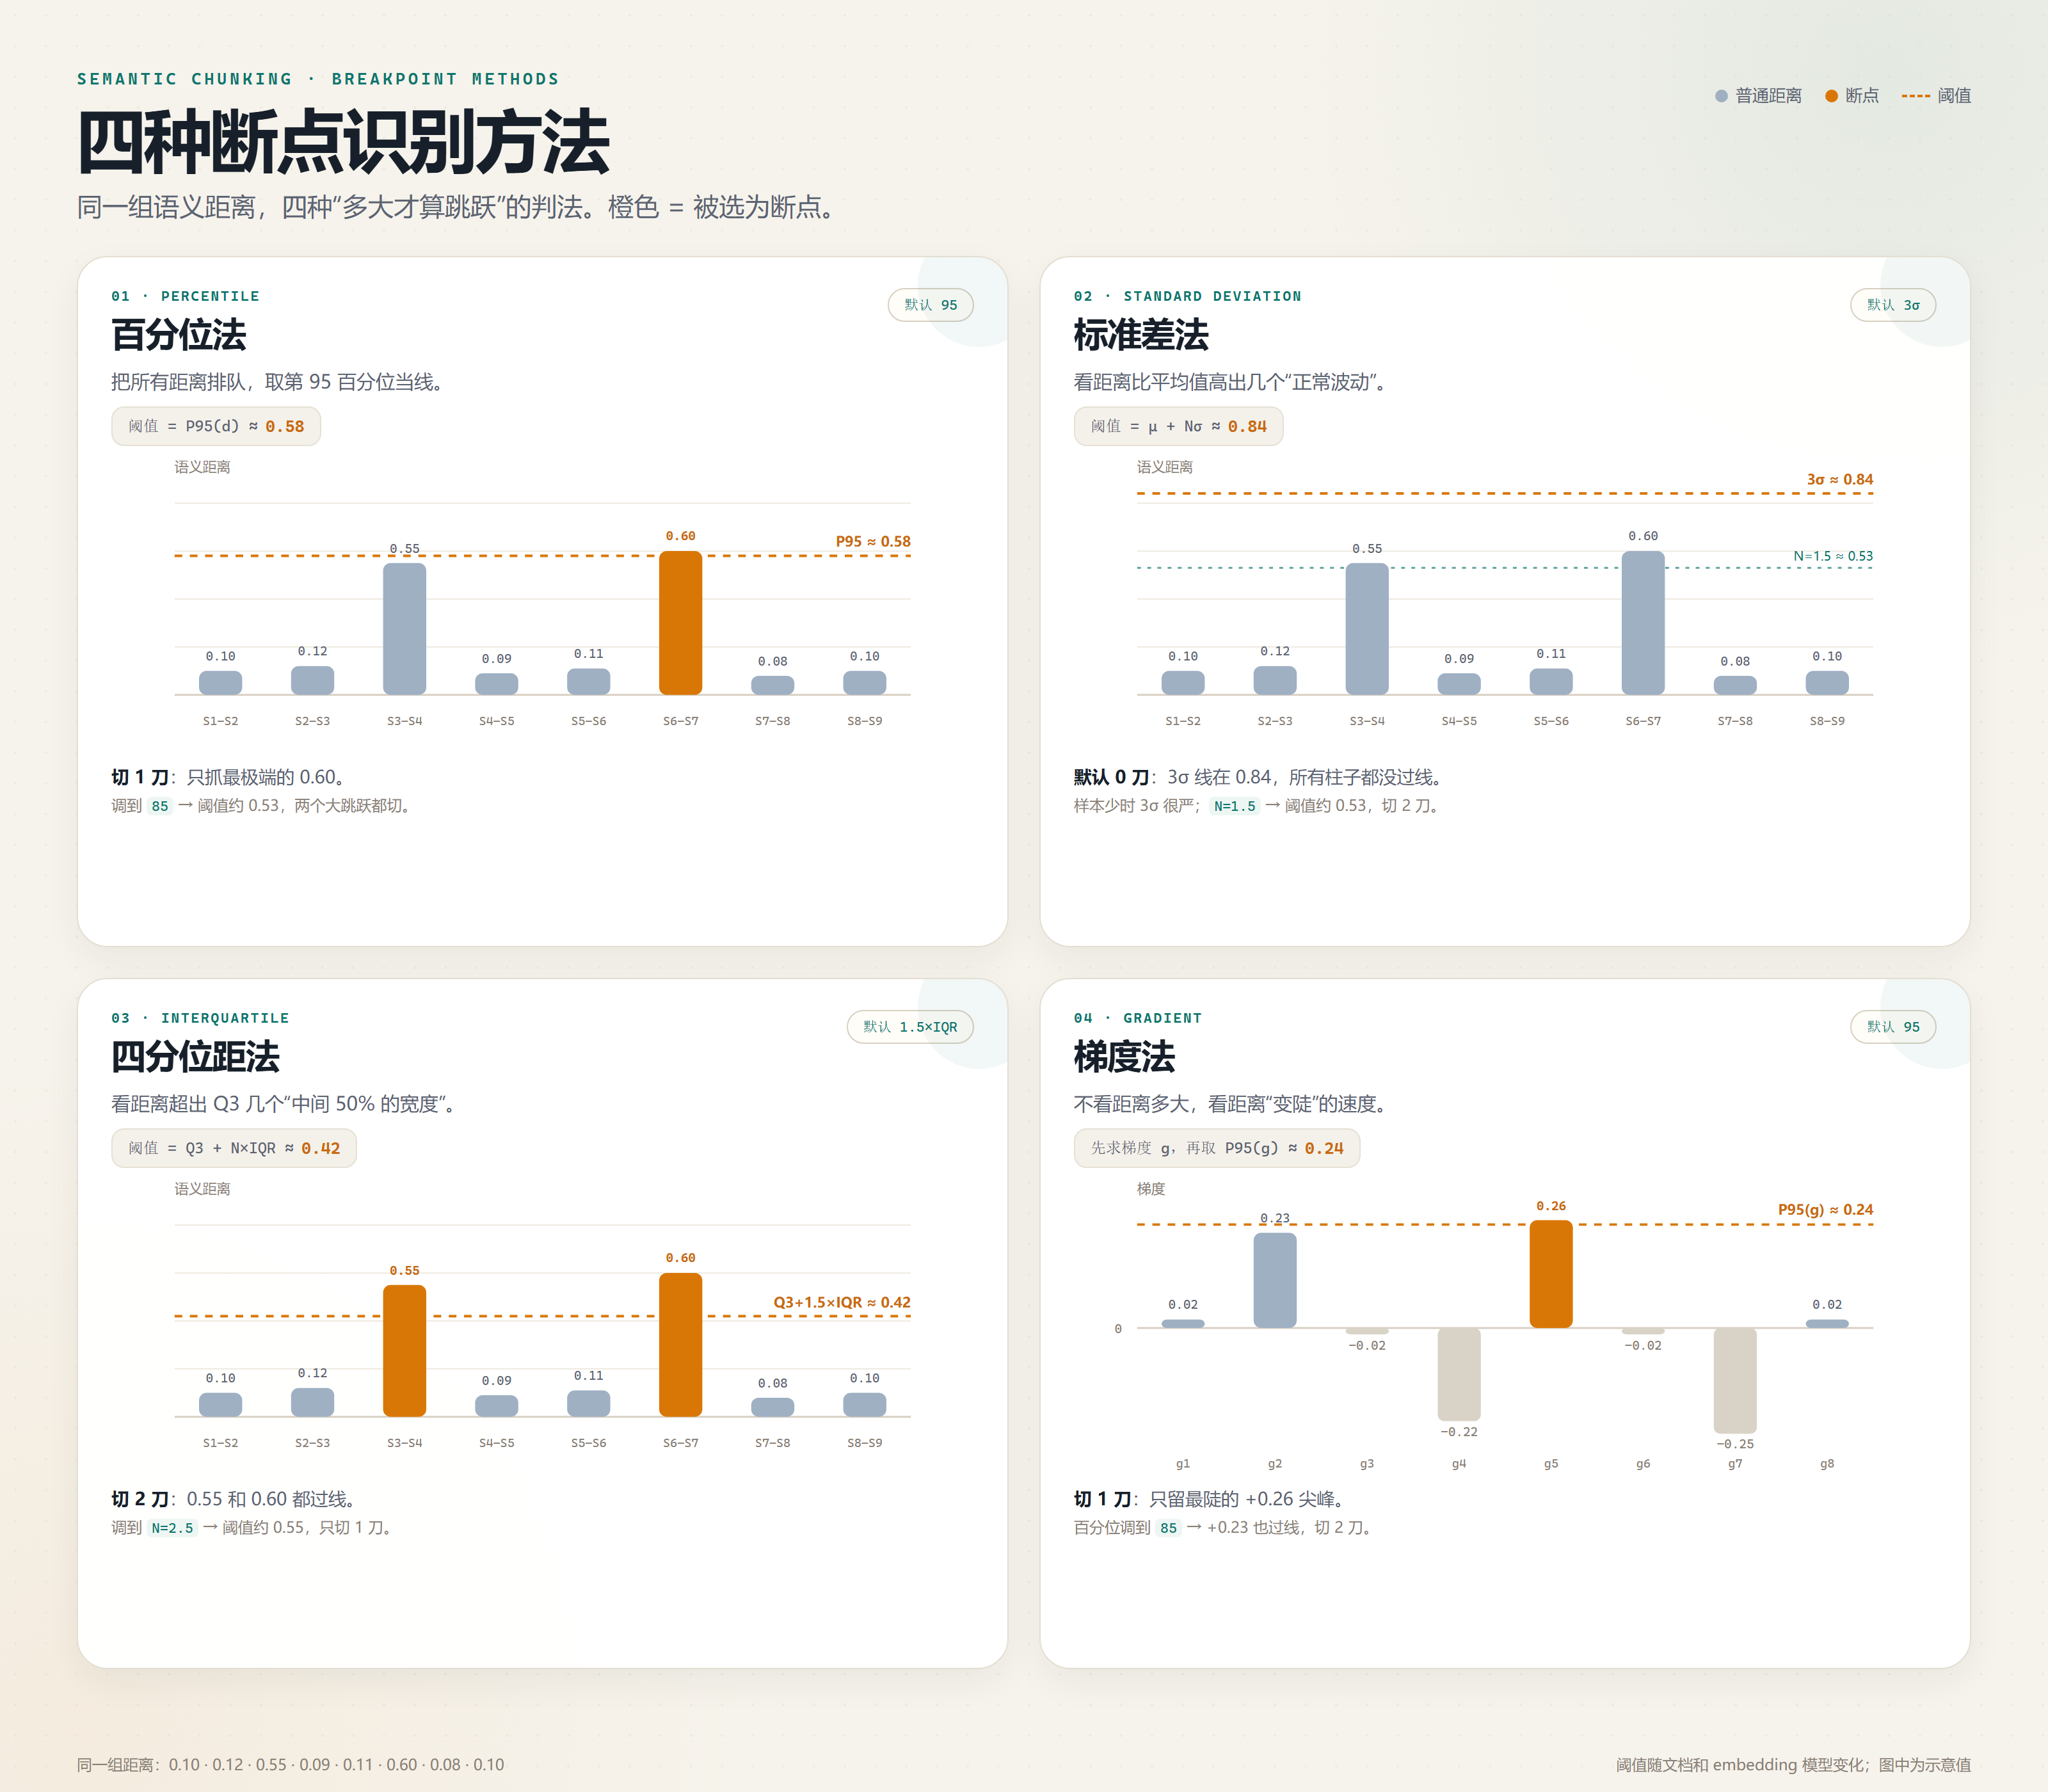 SEMANTIC CHUNKING · BREAKPOINT METHODS
四种断点识别方法
同一组语义距离，四种“多大才算跳跃”的判法。橙色 = 被选为断点。
普通距离 断点 阈值
01 · PERCENTILE
默认 95
百分位法
把所有距离排队，取第 95 百分位当线。
阈值 = P95(d) ≈ 0.58
语义距离
P95 ≈ 0.58
0.10 0.12 0.55 0.09 0.11 0.60 0.08 0.10
S1–S2 S2–S3 S3–S4 S4–S5 S5–S6 S6–S7 S7–S8 S8–S9
切 1 刀：只抓最极端的 0.60。
调到 85 → 阈值约 0.53，两个大跳跃都切。
02 · STANDARD DEVIATION
默认 3σ
标准差法
看距离比平均值高出几个“正常波动”。
阈值 = μ + Nσ ≈ 0.84
语义距离
3σ ≈ 0.84
N=1.5 ≈ 0.53
0.10 0.12 0.55 0.09 0.11 0.60 0.08 0.10
S1–S2 S2–S3 S3–S4 S4–S5 S5–S6 S6–S7 S7–S8 S8–S9
默认 0 刀：3σ 线在 0.84，所有柱子都没过线。
样本少时 3σ 很严；N=1.5 → 阈值约 0.53，切 2 刀。
03 · INTERQUARTILE
默认 1.5×IQR
四分位距法
看距离超出 Q3 几个“中间 50% 的宽度”。
阈值 = Q3 + N×IQR ≈ 0.42
语义距离
Q3+1.5×IQR ≈ 0.42
0.10 0.12 0.55 0.09 0.11 0.60 0.08 0.10
S1–S2 S2–S3 S3–S4 S4–S5 S5–S6 S6–S7 S7–S8 S8–S9
切 2 刀：0.55 和 0.60 都过线。
调到 N=2.5 → 阈值约 0.55，只切 1 刀。
04 · GRADIENT
默认 95
梯度法
不看距离多大，看距离“变陡”的速度。
先求梯度 g，再取 P95(g) ≈ 0.24
梯度
P95(g) ≈ 0.24
0
0.02 0.23 −0.02 −0.22 0.26 −0.02 −0.25 0.02
g1 g2 g3 g4 g5 g6 g7 g8
切 1 刀：只留最陡的 +0.26 尖峰。
百分位调到 85 → +0.23 也过线，切 2 刀。
同一组距离：0.10 · 0.12 · 0.55 · 0.09 · 0.11 · 0.60 · 0.08 · 0.10
阈值随文档和 embedding 模型变化；图中为示意值